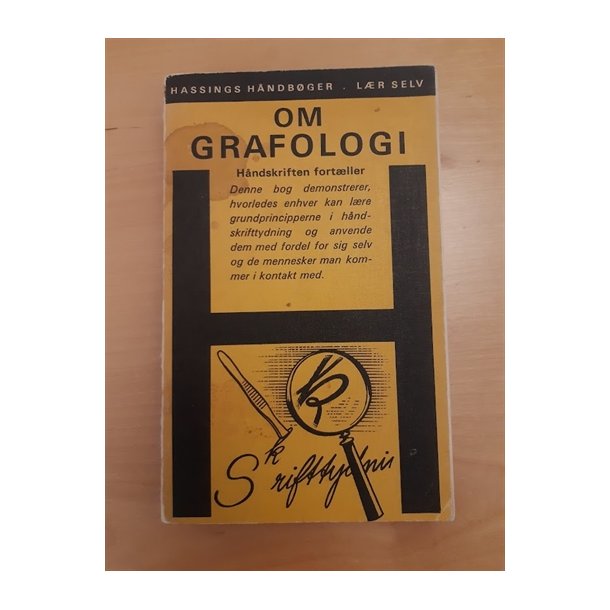 HASSINGS HÅNDBØGER . LÆR SELV
OM
GRAFOLOGI
Håndskriften fortæller
Denne bog demonstrerer,
hvorledes enhver kan lære
grundprincipperne i hånd-
skrifttydning og anvende
dem med fordel for sig selv
og de mennesker man kom-
mer i kontakt med.
k
Skrifttydnin